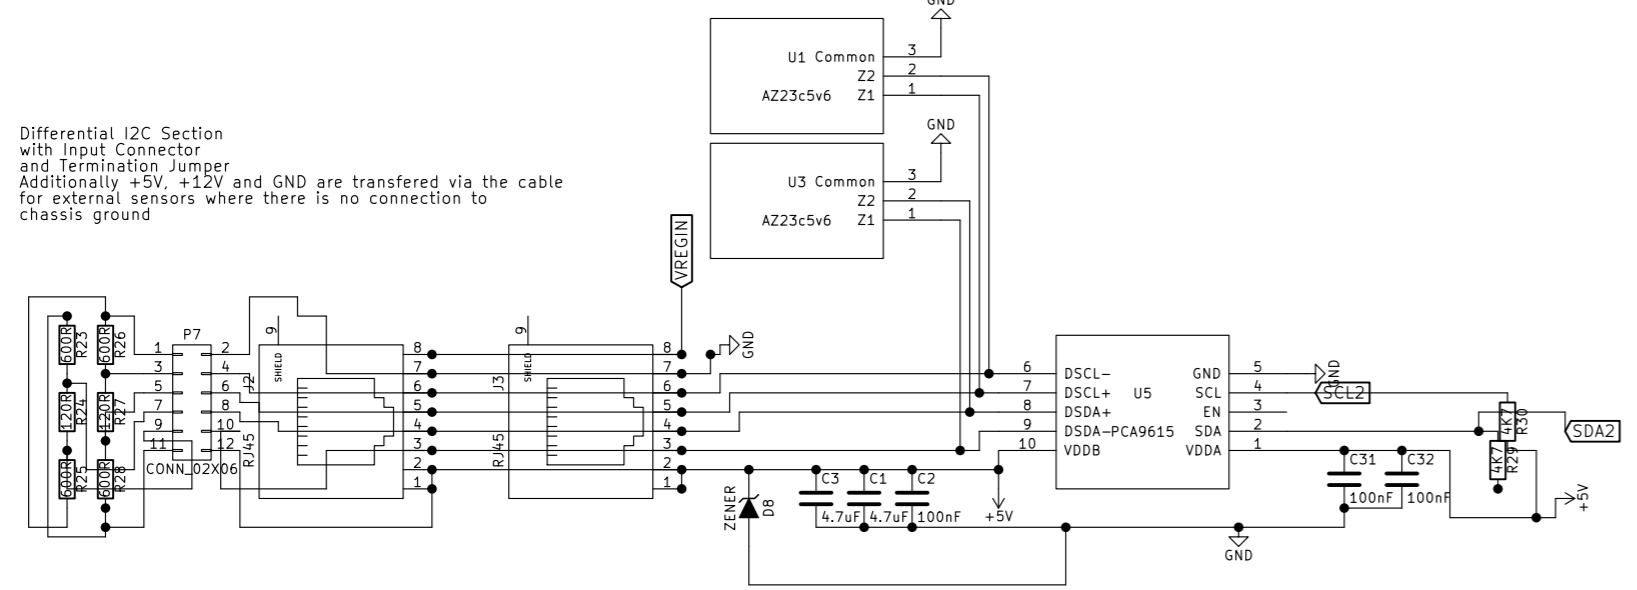 GND
U1 Common
3
Z2
2
AZ23c5v6
Z1
1
GND
U3 Common
3
Z2
2
AZ23c5v6
Z1
1
Differential I2C Section
with Input Connector
and Termination Jumper
Additionally +5V, +12V and GND are transfered via the cable
for external sensors where there is no connection to
chassis ground
VREGIN
600R
R23
600R
R26
120R
R24
120R
R27
600R
R25
600R
R28
P7
1
2
3
4
5
6
7
8
9
10
11
12
CONN_02X06
9
SHIELD
J2
RJ45
8
7
6
5
4
3
2
1
9
SHIELD
J3
RJ45
8
7
6
5
4
3
2
1
GND
ZENER
D8
C3
4.7uF
C1
4.7uF
C2
100nF
+5V
6
DSCL-
7
DSCL+
8
DSDA+
9
DSDA-
10
VDDB
U5
PCA9615
GND
5
SCL
4
EN
3
SDA
2
VDDA
1
GND
SCL2
C31
100nF
C32
100nF
4K7
R30
4K7
R29
SDA2
+5V
GND